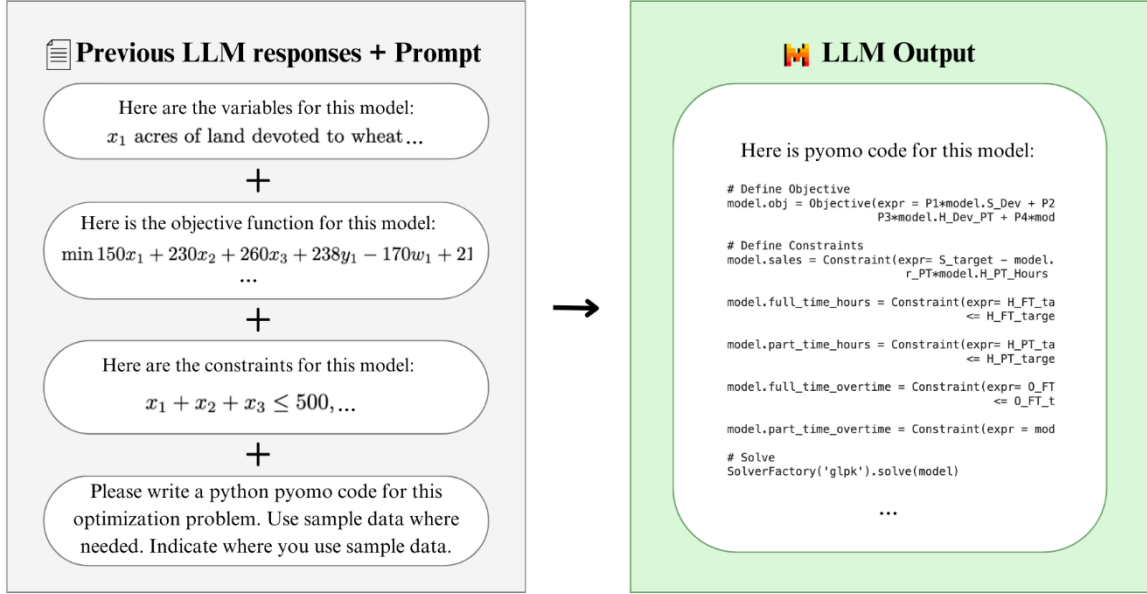 Previous LLM responses + Prompt
Here are the variables for this model:
x₁ acres of land devoted to wheat...
+
Here is the objective function for this model:
min 150x₁ + 230x₂ + 260x₃ + 238y₁ − 170w₁ + 21
...
+
Here are the constraints for this model:
x₁ + x₂ + x₃ ≤ 500, ...
+
Please write a python pyomo code for this
optimization problem. Use sample data where
needed. Indicate where you use sample data.
→
LLM Output
Here is pyomo code for this model:
# Define Objective
model.obj = Objective(expr = P1*model.S_Dev + P2
P3*model.H_Dev_PT + P4*mod
# Define Constraints
model.sales = Constraint(expr= S_target - model.
r_PT*model.H_PT_Hours
model.full_time_hours = Constraint(expr= H_FT_ta
<= H_FT_targe
model.part_time_hours = Constraint(expr= H_PT_ta
<= H_PT_targe
model.full_time_overtime = Constraint(expr= O_FT
<= O_FT_t
model.part_time_overtime = Constraint(expr = mod
# Solve
SolverFactory('glpk').solve(model)
...